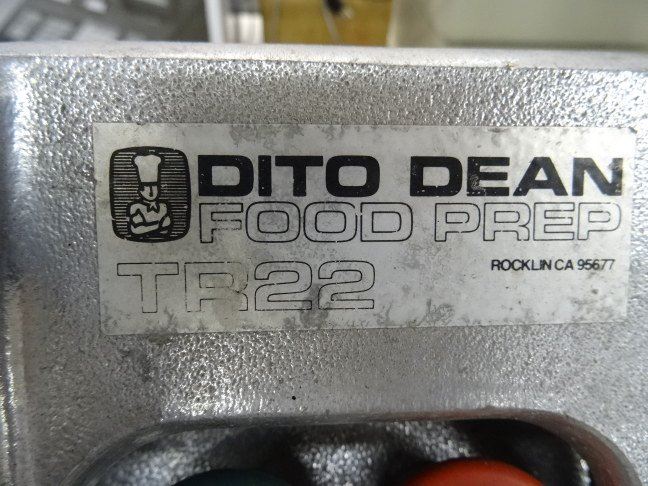 DITO DEAN
FOOD PREP
TR22
ROCKLIN CA 95677